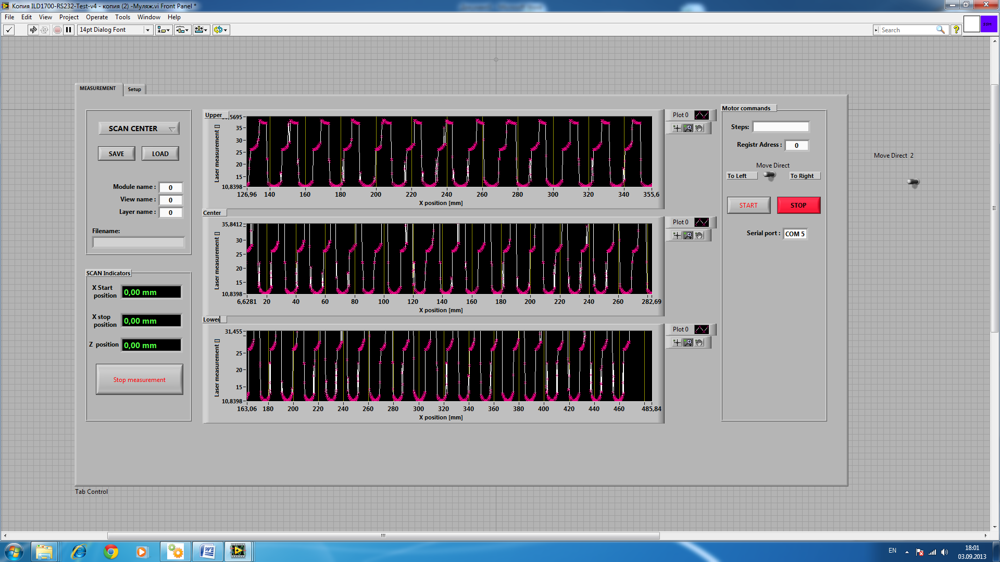 Копия ILD1700-RS232-Test-v4 - копия (2) -Муляж.vi Front Panel *
File Edit View Project Operate Tools Window Help
14pt Dialog Font
Search
SSM
MEASUREMENT
Setup
SCAN CENTER
SAVE LOAD
Module name : 0
View name : 0
Layer name : 0
Filename:
SCAN Indicators
X Start position 0,00 mm
X stop position 0,00 mm
Z position 0,00 mm
Stop measurement
Upper
Plot 0
Laser measurement []
,5695
35
30
25
20
15
10,8398
126,96 140 160 180 200 220 240 260 280 300 320 340 355,6
X position [mm]
Center
Plot 0
Laser measurement []
35,8412
30
25
20
15
10,8398
6,6281 20 40 60 80 100 120 140 160 180 200 220 240 260 282,69
X position [mm]
Lower
Plot 0
Laser measurement []
31,455
25
20
15
10,8398
163,06 180 200 220 240 260 280 300 320 340 360 380 400 420 440 460 485,84
X position [mm]
Motor commands
Steps:
Registr Adress : 0
Move Direct
To Left To Right
START STOP
Serial port : COM 5
Move Direct 2
Tab Control
EN
18:01
03.09.2013